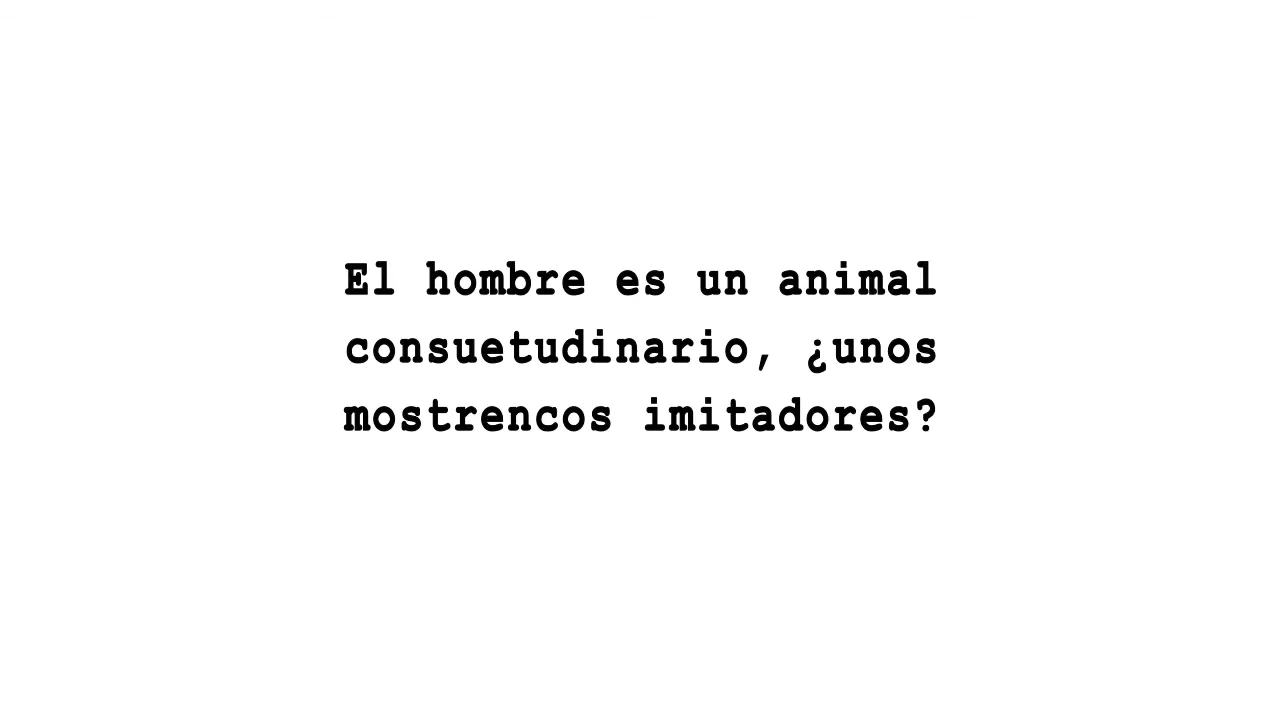 El hombre es un animal
consuetudinario, ¿unos
mostrencos imitadores?